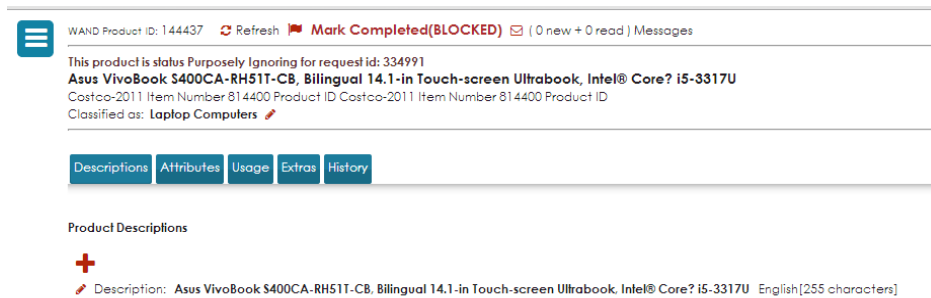 WAND Product ID: 144437 Refresh Mark Completed(BLOCKED) ( 0 new + 0 read ) Messages
This product is status Purposely Ignoring for request id: 334991
Asus VivoBook S400CA-RH51T-CB, Bilingual 14.1-in Touch-screen Ultrabook, Intel® Core? i5-3317U
Costco-2011 Item Number 814400 Product ID Costco-2011 Item Number 814400 Product ID
Classified as: Laptop Computers
Descriptions Attributes Usage Extras History
Product Descriptions
Description: Asus VivoBook S400CA-RH51T-CB, Bilingual 14.1-in Touch-screen Ultrabook, Intel® Core? i5-3317U English[255 characters]